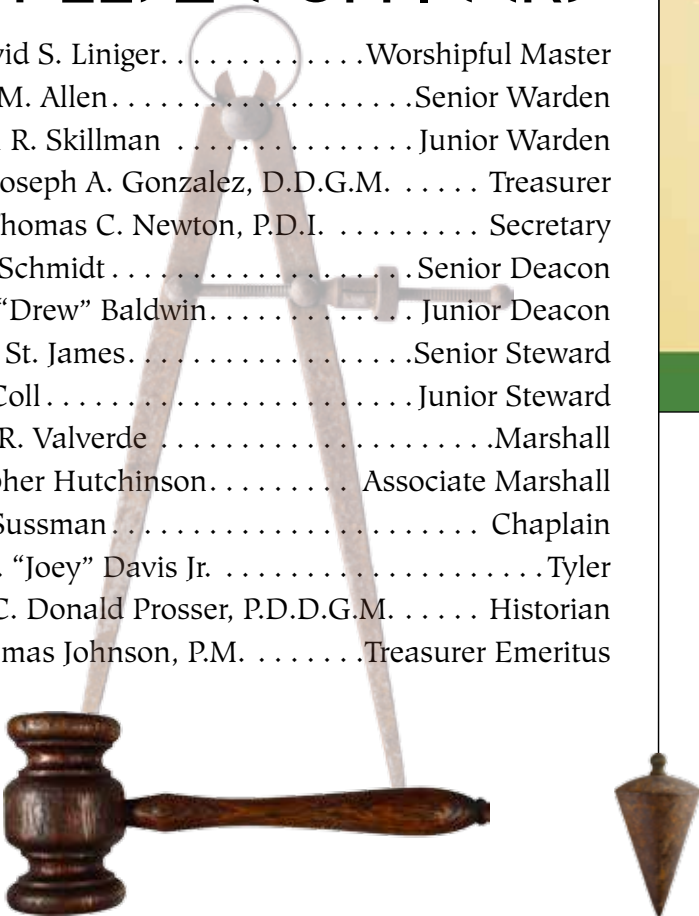 vid S. Liniger. . . . . . . . . . . . . .Worshipful Master
M. Allen. . . . . . . . . . . . . . . . . . .Senior Warden
R. Skillman . . . . . . . . . . . . . . . .Junior Warden
oseph A. Gonzalez, D.D.G.M. . . . . . Treasurer
homas C. Newton, P.D.I. . . . . . . . . . Secretary
Schmidt . . . . . . . . . . . . . . . . . . .Senior Deacon
“Drew” Baldwin. . . . . . . . . . . . . Junior Deacon
St. James. . . . . . . . . . . . . . . . . .Senior Steward
Coll . . . . . . . . . . . . . . . . . . . . . . .Junior Steward
R. Valverde . . . . . . . . . . . . . . . . . . . . .Marshall
pher Hutchinson. . . . . . . . . Associate Marshall
Sussman. . . . . . . . . . . . . . . . . . . . . . . Chaplain
“Joey” Davis Jr. . . . . . . . . . . . . . . . . . . . . Tyler
C. Donald Prosser, P.D.D.G.M. . . . . . Historian
mas Johnson, P.M. . . . . . . .Treasurer Emeritus